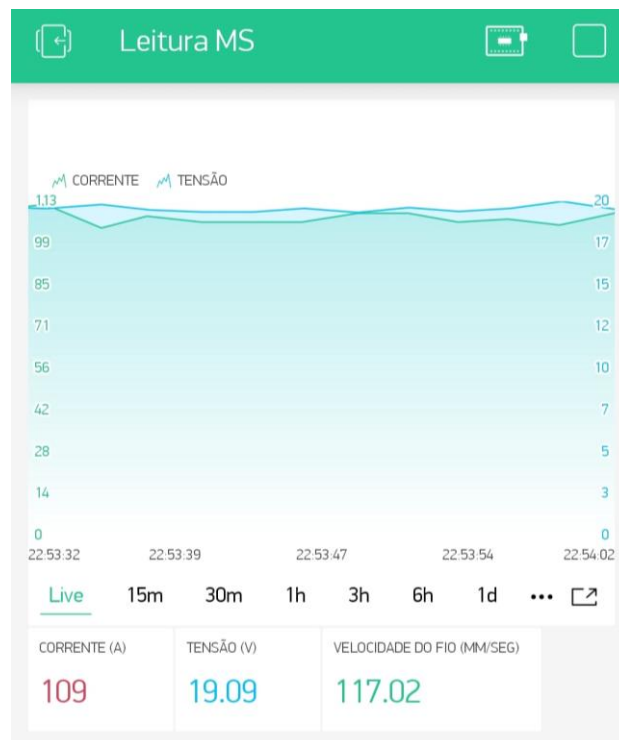 Leitura MS
CORRENTE TENSÃO
1,13 20
99 17
85 15
71 12
56 10
42 7
28 5
14 3
0 0
22:53:32 22:53:39 22:53:47 22:53:54 22:54:02
Live 15m 30m 1h 3h 6h 1d •••
CORRENTE (A) TENSÃO (V) VELOCIDADE DO FIO (MM/SEG)
109 19.09 117.02